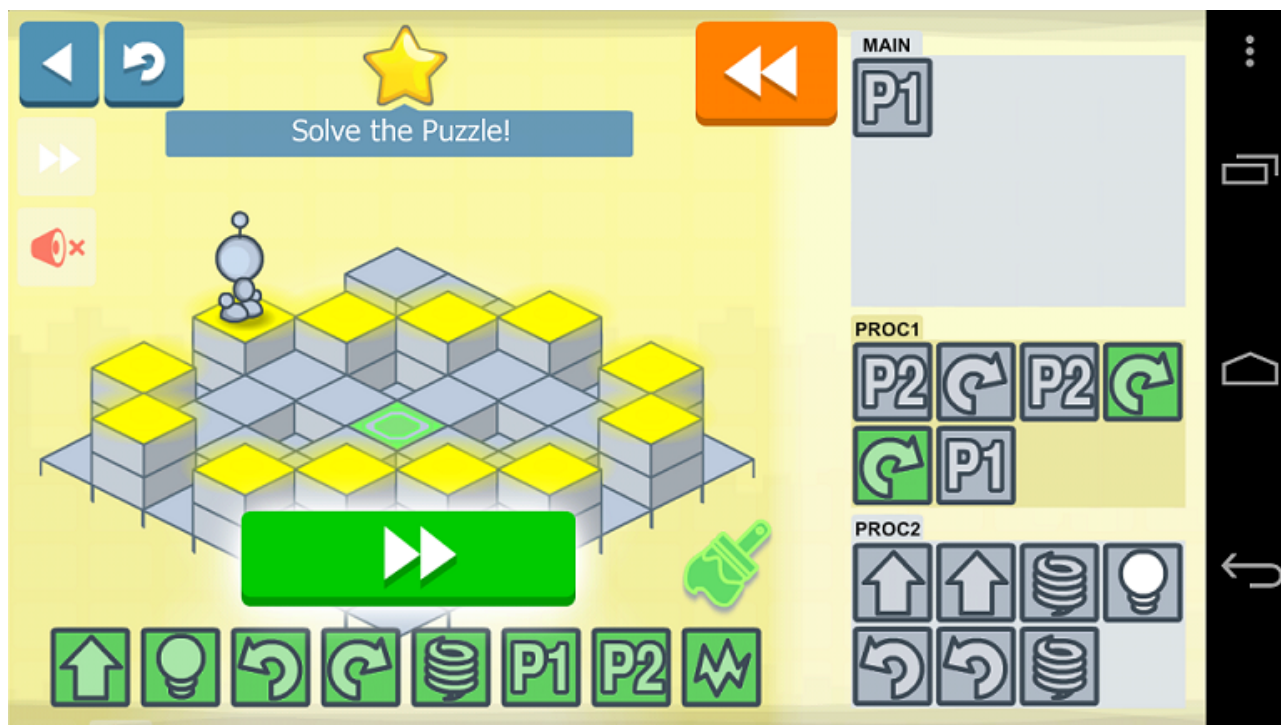 Solve the Puzzle!
MAIN
P1
PROC1
P2 P2
P1
PROC2
P1 P2